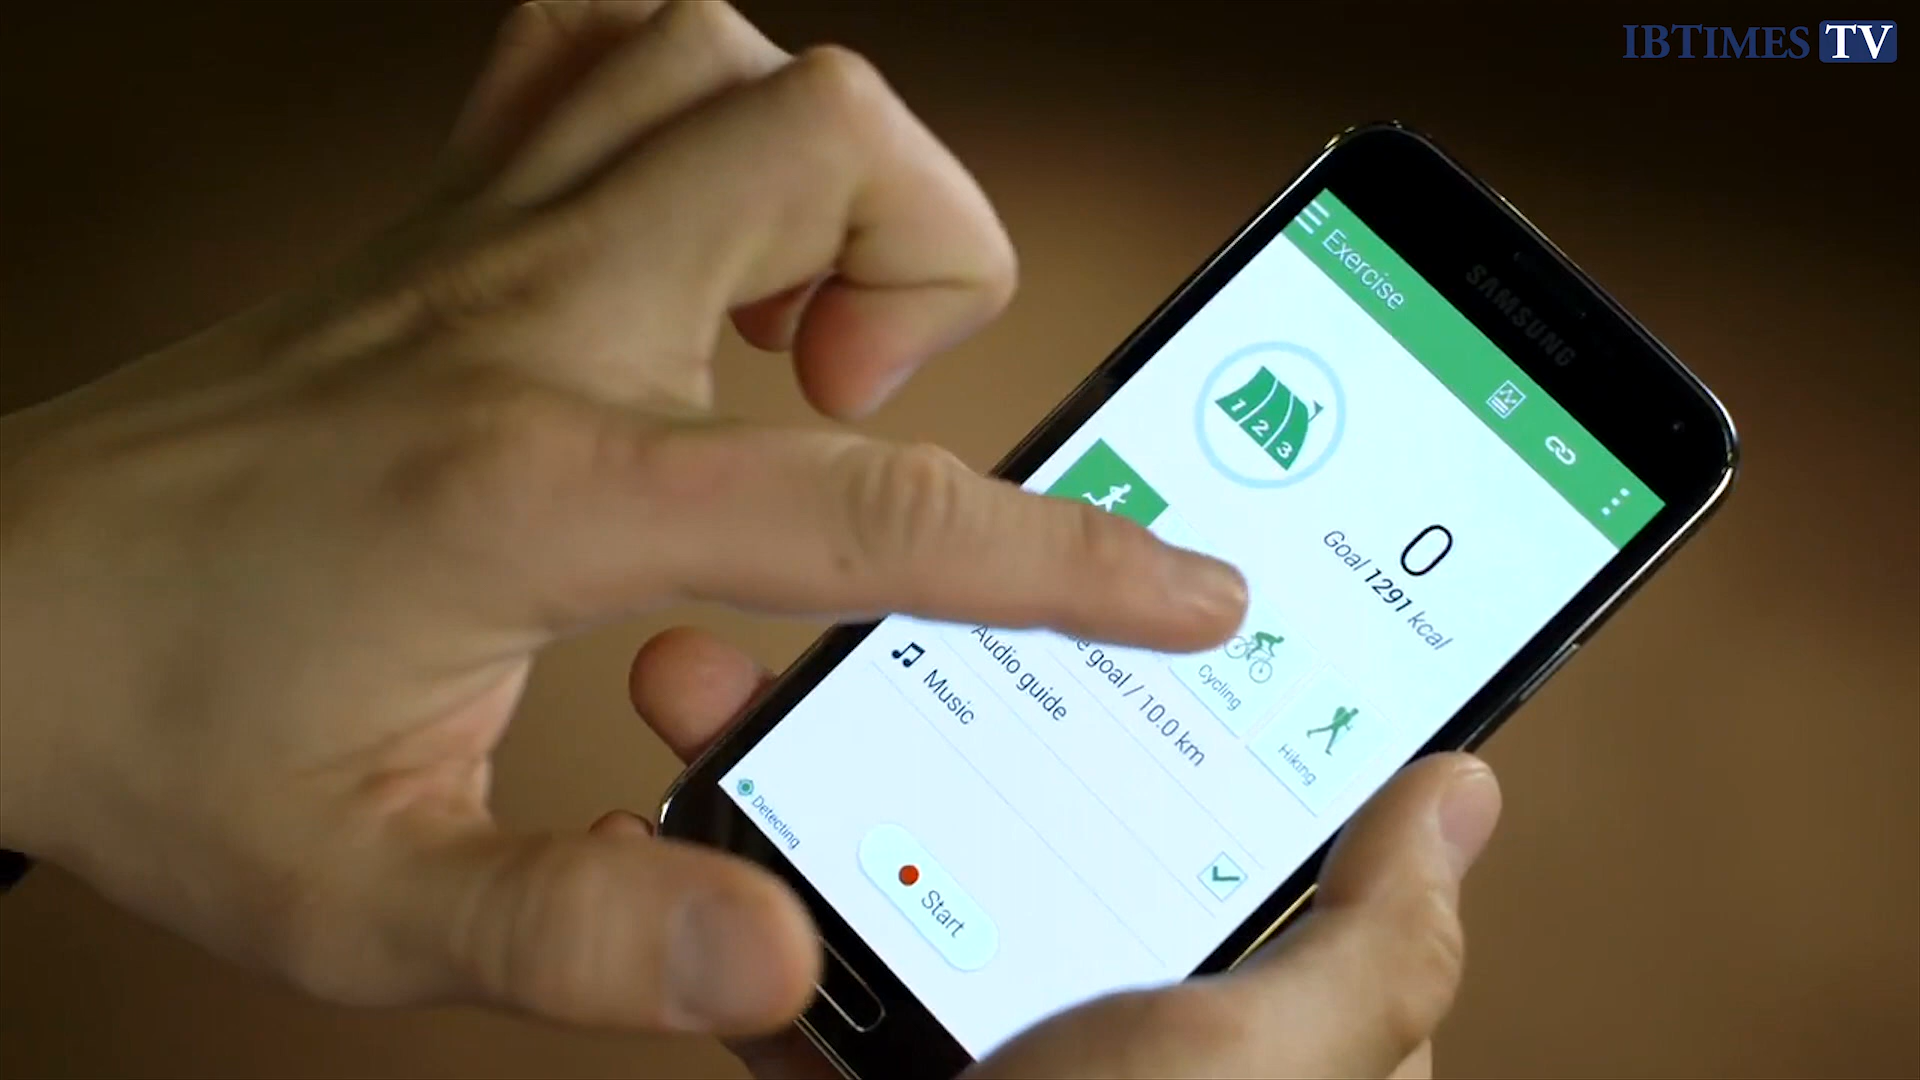 IBTIMES TV
SAMSUNG
Exercise
1 2 3
0
Goal 1291 kcal
Cycling
Hiking
goal / 10.0 km
Audio guide
Music
Detecting
Start